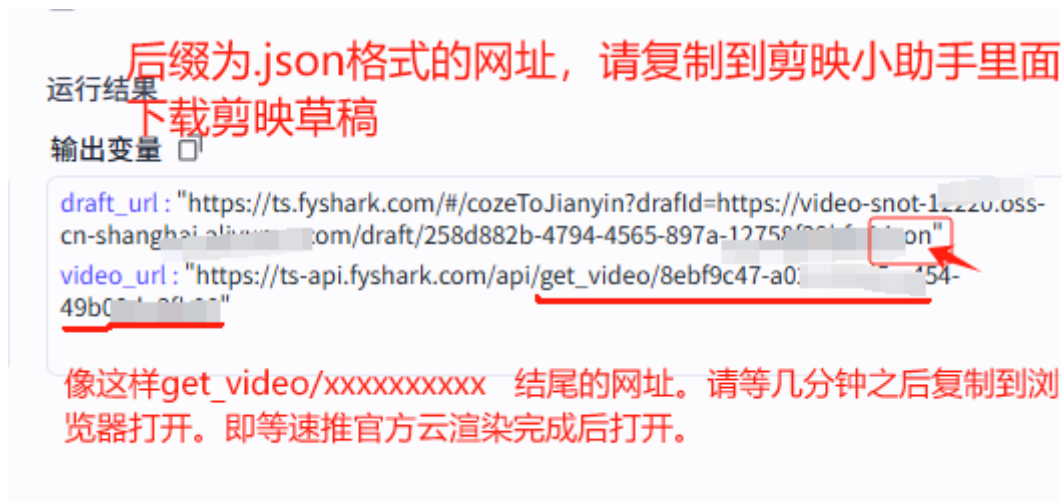 后缀为.json格式的网址，请复制到剪映小助手里面
运行结果
下载剪映草稿
输出变量
draft_url : "https://ts.fyshark.com/#/cozeToJianyin?drafId=https://video-snot-12220.oss-
cn-shanghai. com/draft/258d882b-4794-4565-897a-12758 on"
video_url : "https://ts-api.fyshark.com/api/get_video/8ebf9c47-a0 454-
49b0
像这样get_video/xxxxxxxxxx 结尾的网址。请等几分钟之后复制到浏
览器打开。即等速推官方云渲染完成后打开。